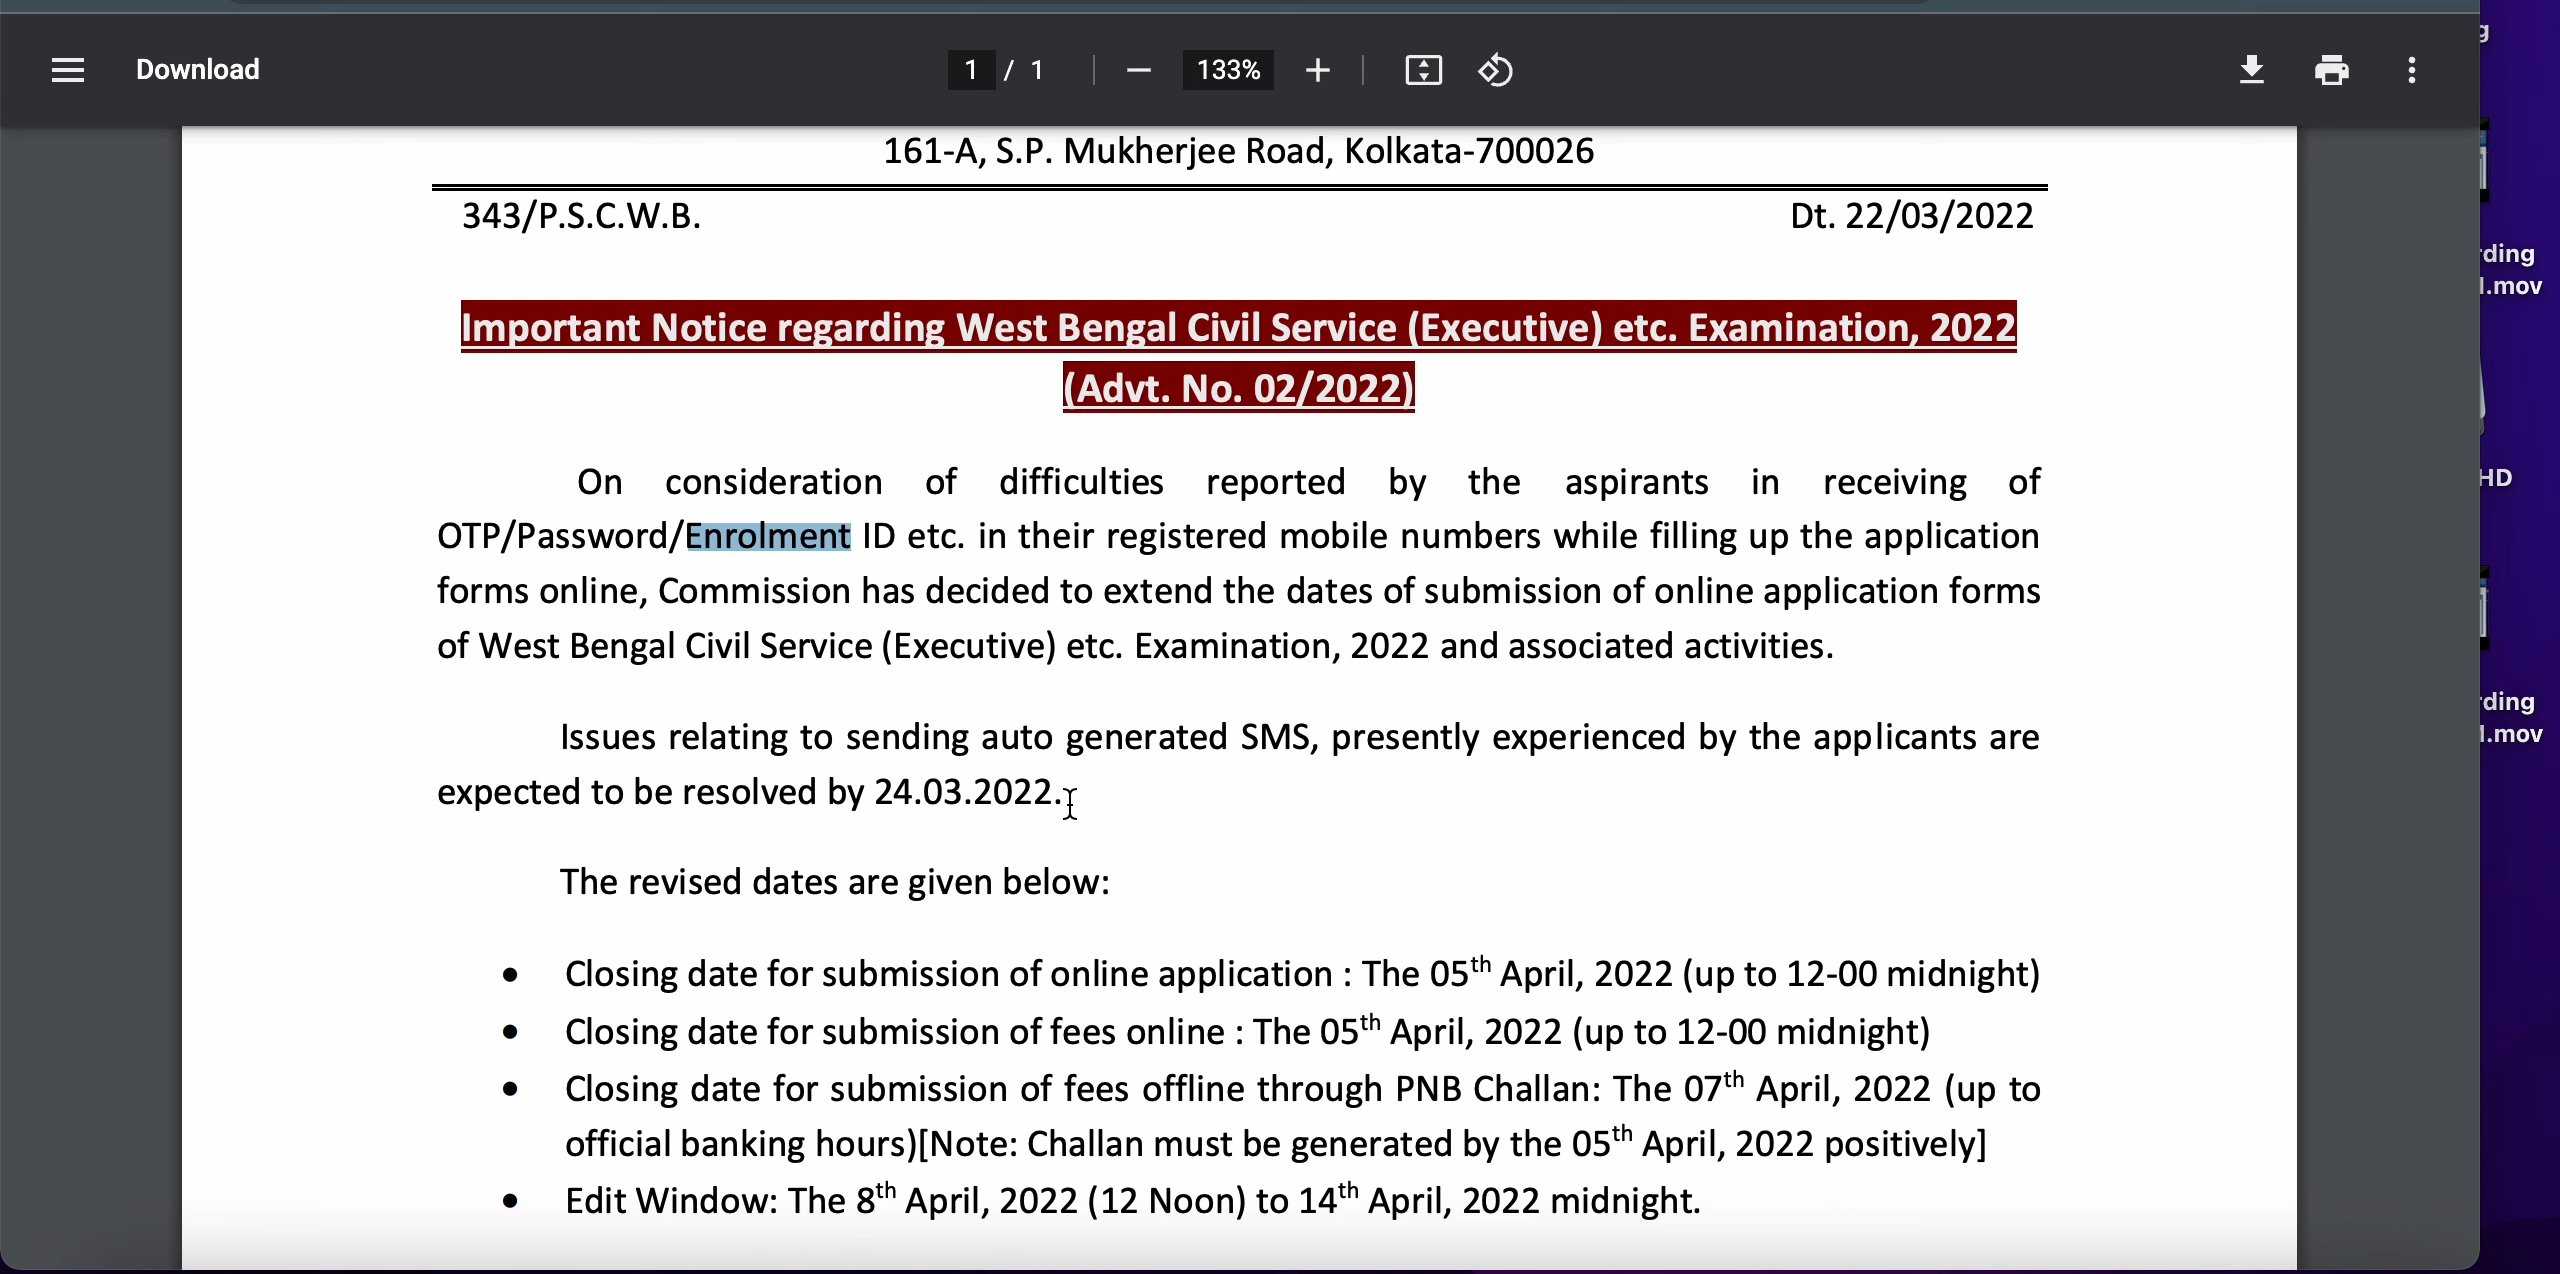 Download
1 / 1
133%
161-A, S.P. Mukherjee Road, Kolkata-700026
343/P.S.C.W.B.
Dt. 22/03/2022
Important Notice regarding West Bengal Civil Service (Executive) etc. Examination, 2022
(Advt. No. 02/2022)
On consideration of difficulties reported by the aspirants in receiving of
OTP/Password/Enrolment ID etc. in their registered mobile numbers while filling up the application
forms online, Commission has decided to extend the dates of submission of online application forms
of West Bengal Civil Service (Executive) etc. Examination, 2022 and associated activities.
Issues relating to sending auto generated SMS, presently experienced by the applicants are
expected to be resolved by 24.03.2022.
The revised dates are given below:
• Closing date for submission of online application : The 05th April, 2022 (up to 12-00 midnight)
• Closing date for submission of fees online : The 05th April, 2022 (up to 12-00 midnight)
• Closing date for submission of fees offline through PNB Challan: The 07th April, 2022 (up to
official banking hours)[Note: Challan must be generated by the 05th April, 2022 positively]
• Edit Window: The 8th April, 2022 (12 Noon) to 14th April, 2022 midnight.
HD
.mov
.mov